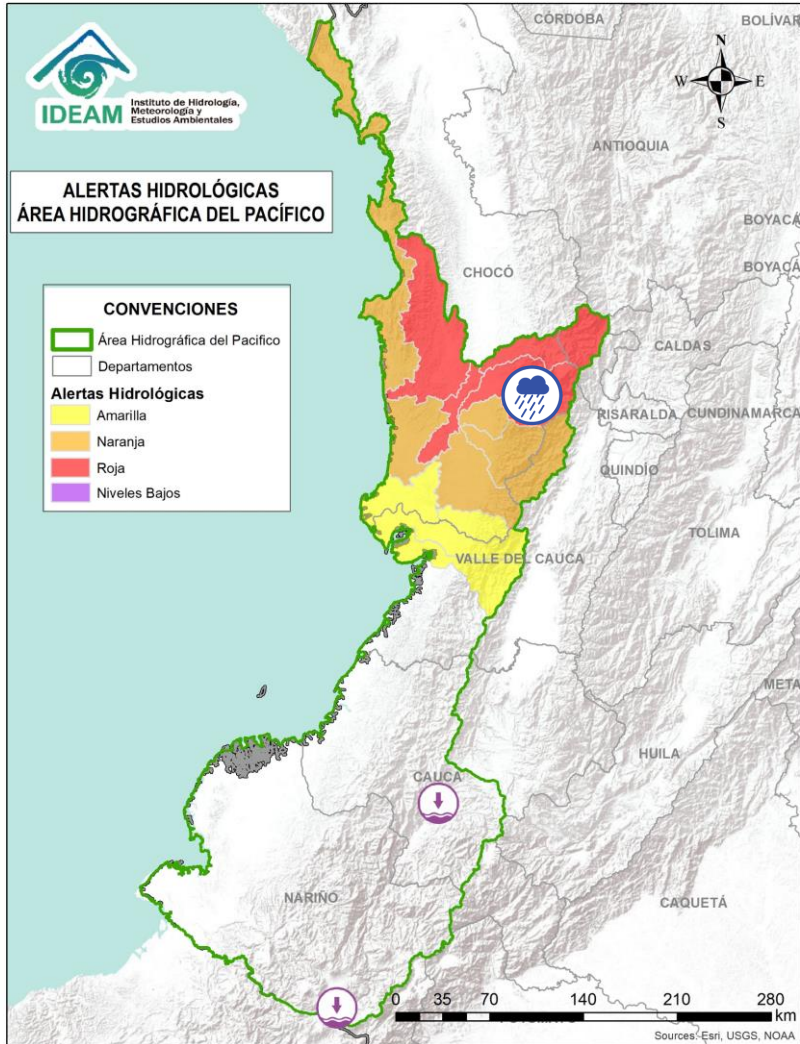 CÓRDOBA
BOLÍVAR
IDEAM
Instituto de Hidrología,
Meteorología y
Estudios Ambientales
N
W
E
S
ANTIOQUIA
ALERTAS HIDROLÓGICAS
ÁREA HIDROGRÁFICA DEL PACÍFICO
BOYACÁ
BOYACÁ
CHOCÓ
CONVENCIONES
Área Hidrográfica del Pacífico
Departamentos
Alertas Hidrológicas
Amarilla
Naranja
Roja
Niveles Bajos
CALDAS
RISARALDA
CUNDINAMARCA
QUINDÍO
TOLIMA
VALLE DEL CAUCA
META
HUILA
CAUCA
NARIÑO
CAQUETÁ
0 35 70 140 210 280
km
Sources: Esri, USGS, NOAA